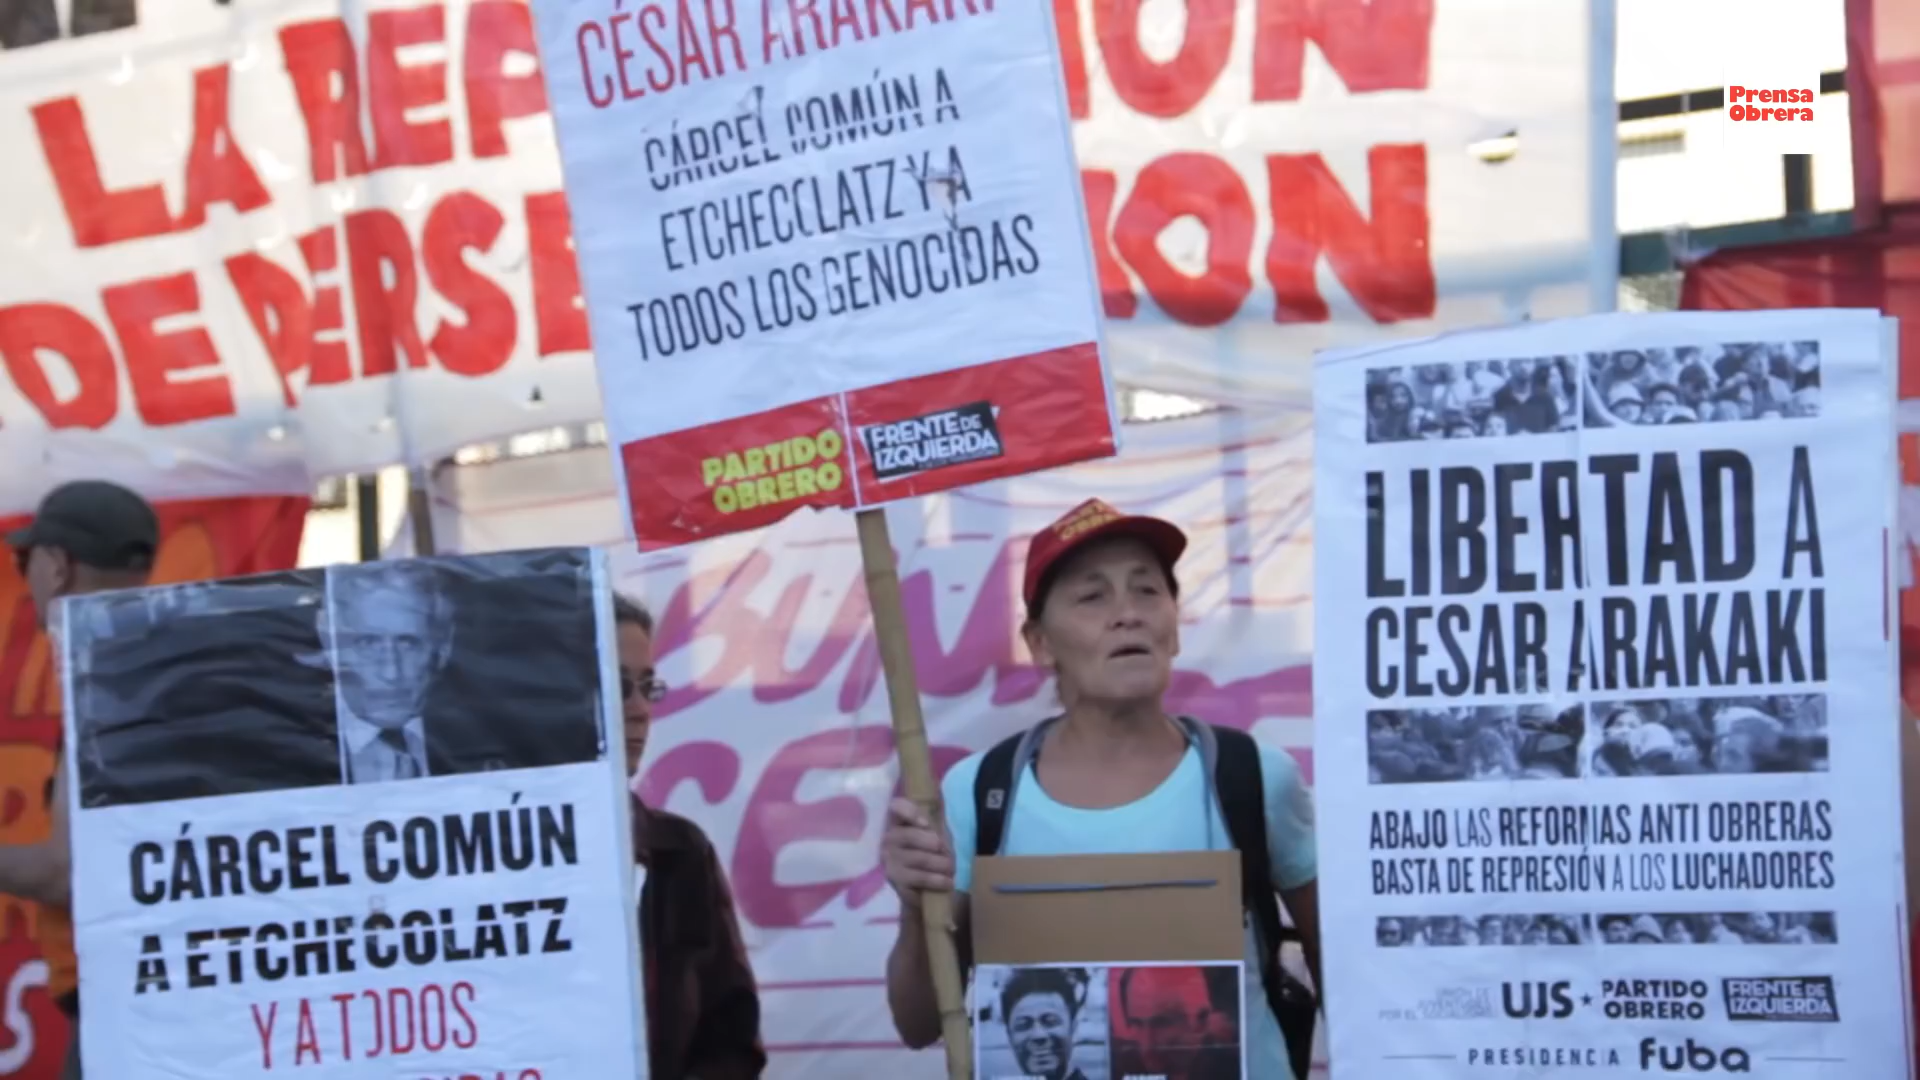 LA REP
ION
DE PERSE
ION
CÉSAR ARAKAKI
CÁRCEL COMÚN A
ETCHECOLATZ Y A
TODOS LOS GENOCIDAS
PARTIDO
OBRERO
FRENTE DE
IZQUIERDA
Prensa
Obrera
CÁRCEL COMÚN
A ETCHECOLATZ
Y A TODOS
LIBERTAD A
CESAR ARAKAKI
ABAJO LAS REFORMAS ANTI OBRERAS
BASTA DE REPRESIÓN A LOS LUCHADORES
UJS
PARTIDO
OBRERO
FRENTE DE
IZQUIERDA
PRESIDENCIA fuba